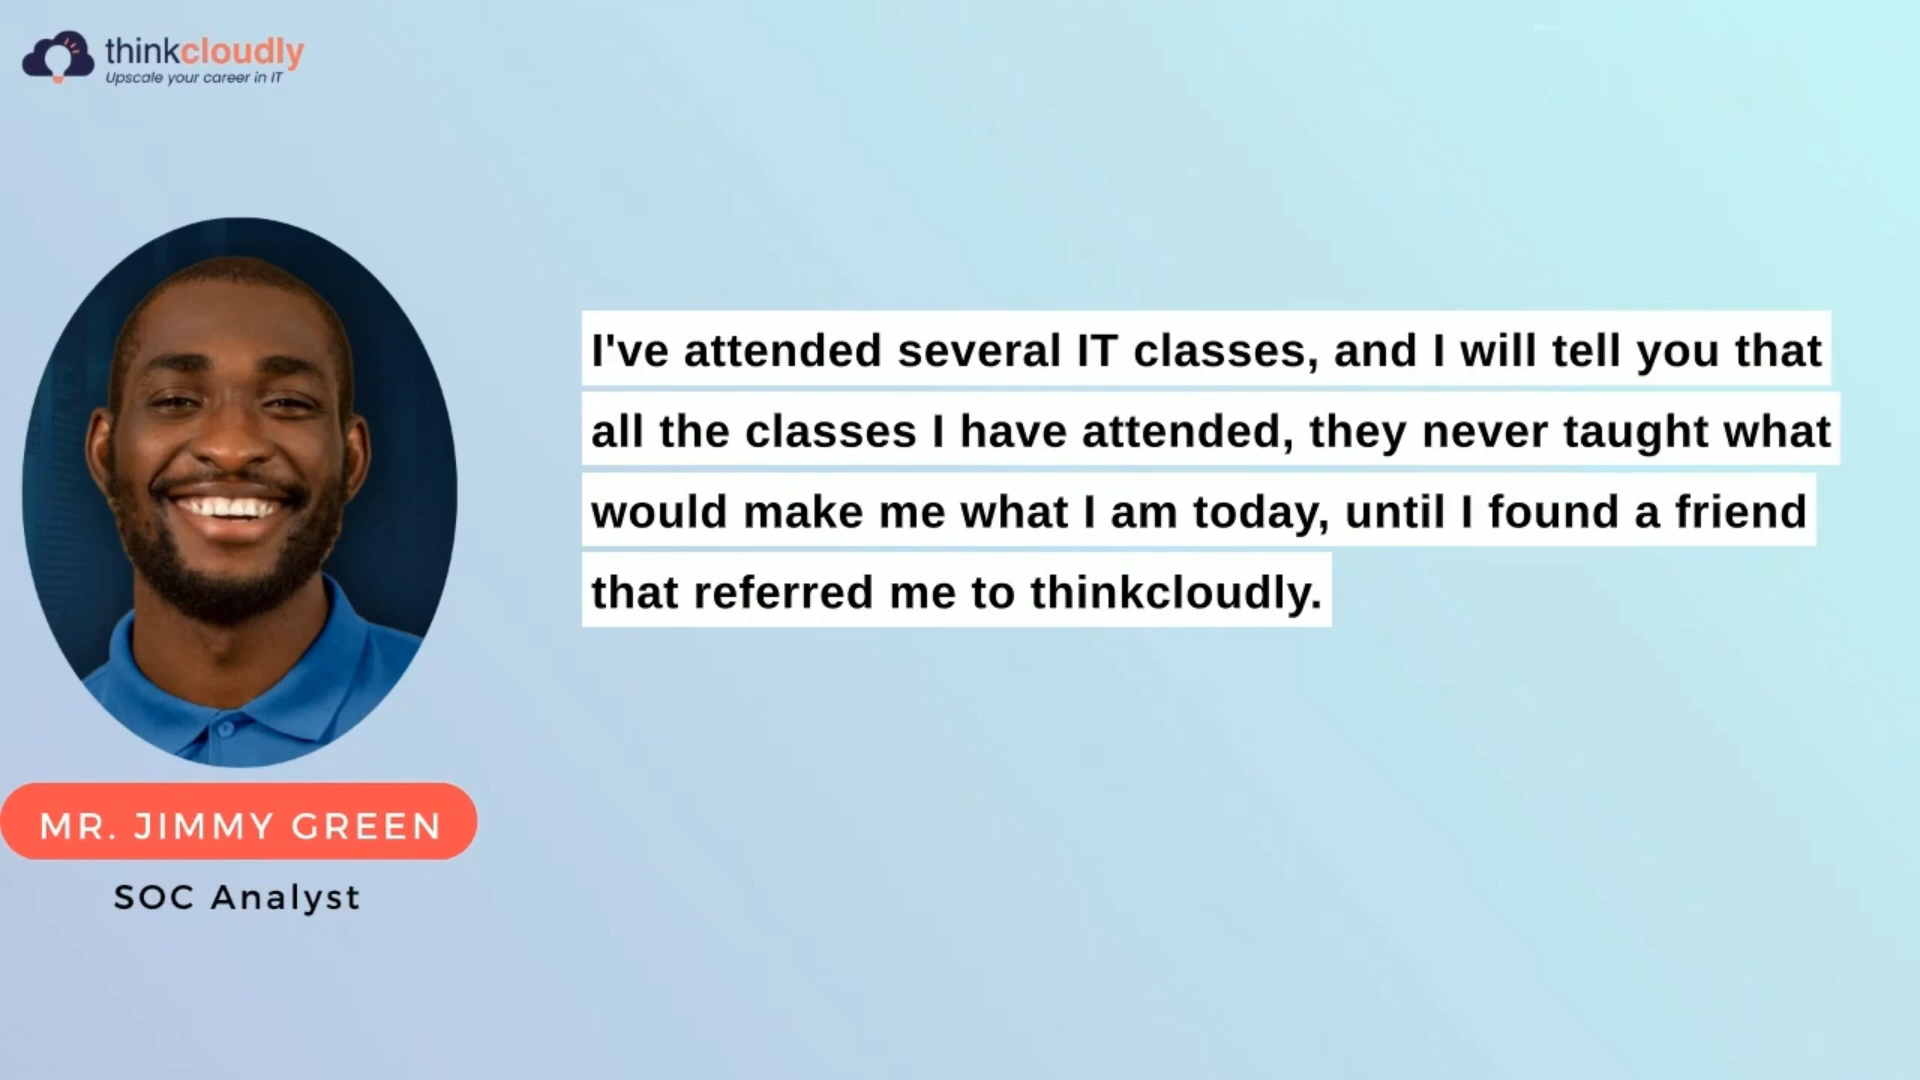 thinkcloudly
Upscale your career in IT
I've attended several IT classes, and I will tell you that
all the classes I have attended, they never taught what
would make me what I am today, until I found a friend
that referred me to thinkcloudly.
MR. JIMMY GREEN
SOC Analyst